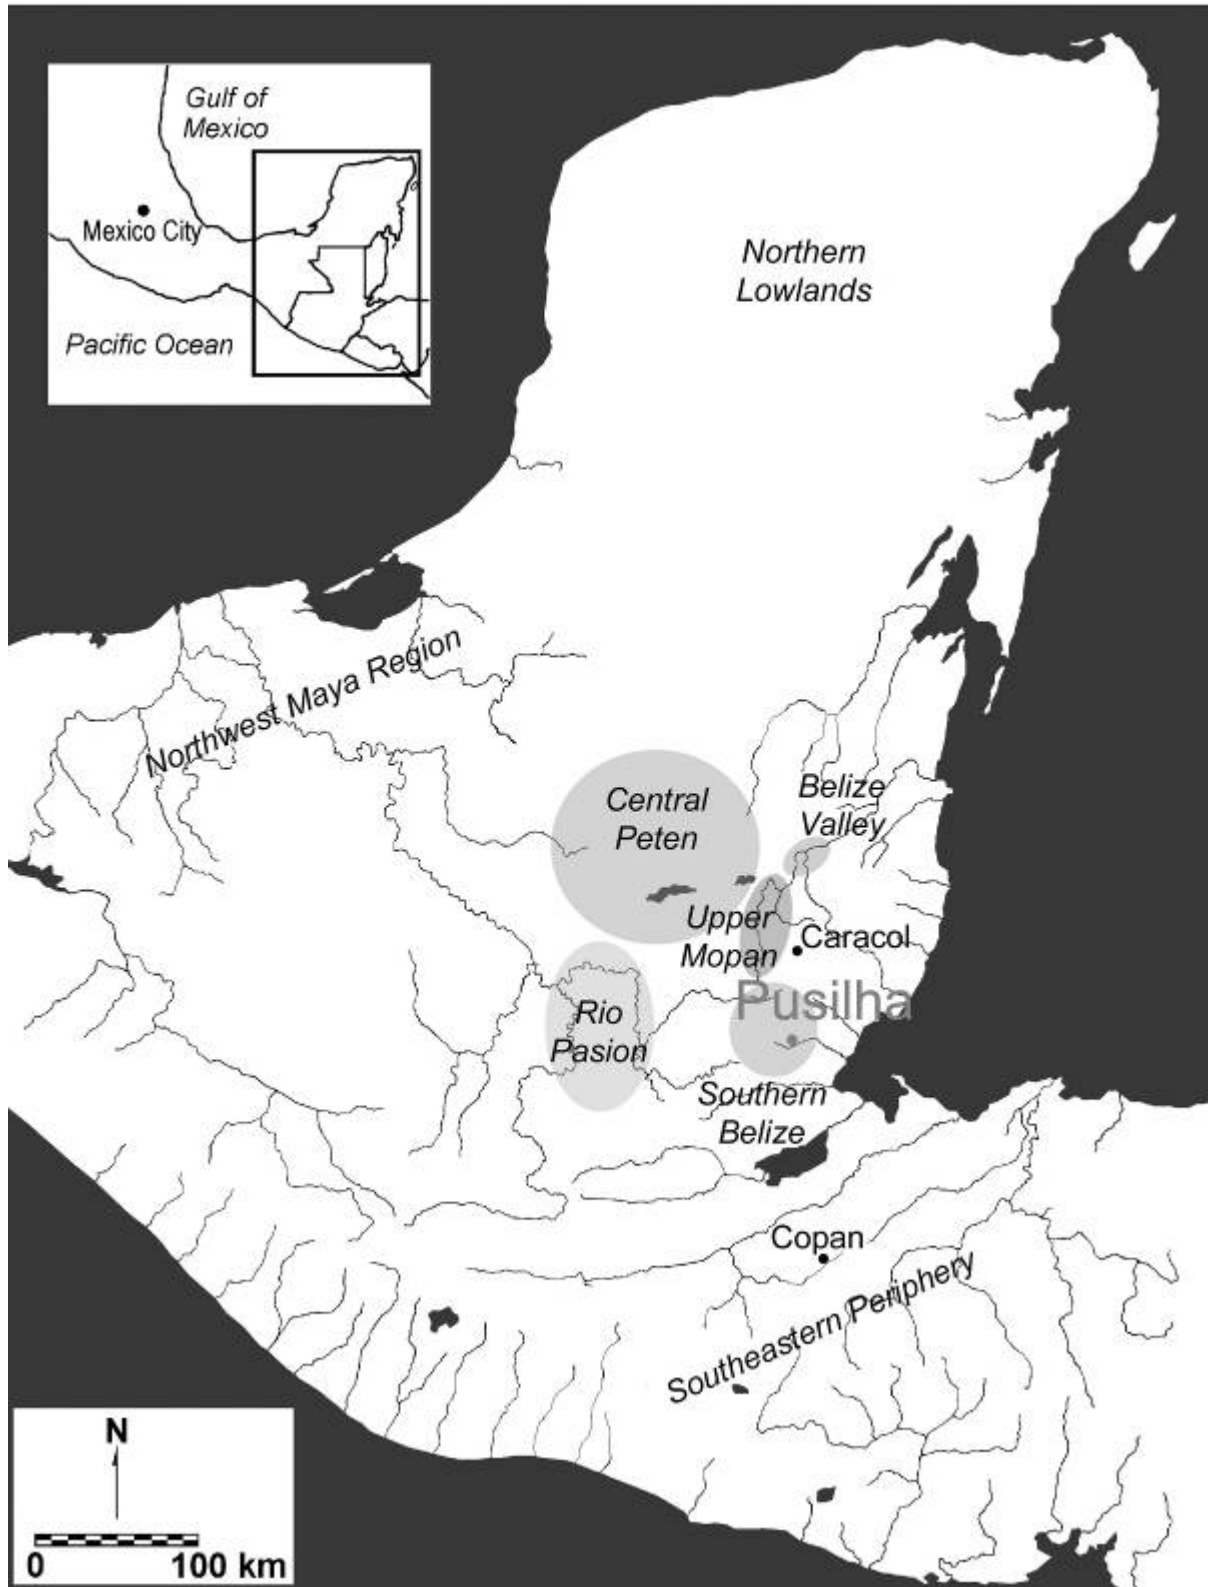 Gulf of
Mexico
Mexico City
Pacific Ocean
Northern
Lowlands
Northwest Maya Region
Central
Peten
Belize
Valley
Upper
Mopan
Caracol
Pusilha
Rio
Pasion
Southern
Belize
Copan
Southeastern Periphery
N
0 100 km